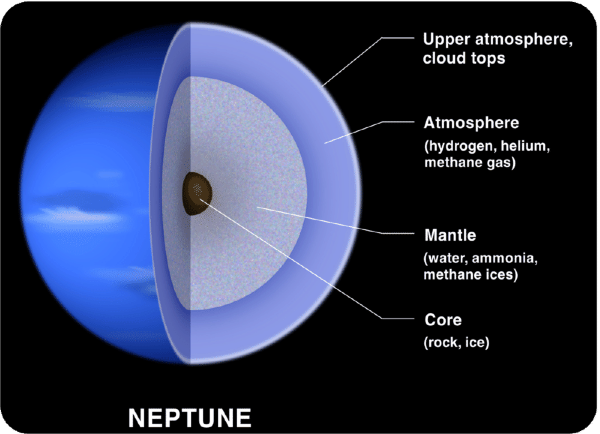 Upper atmosphere,
cloud tops
Atmosphere
(hydrogen, helium,
methane gas)
Mantle
(water, ammonia,
methane ices)
Core
(rock, ice)
NEPTUNE